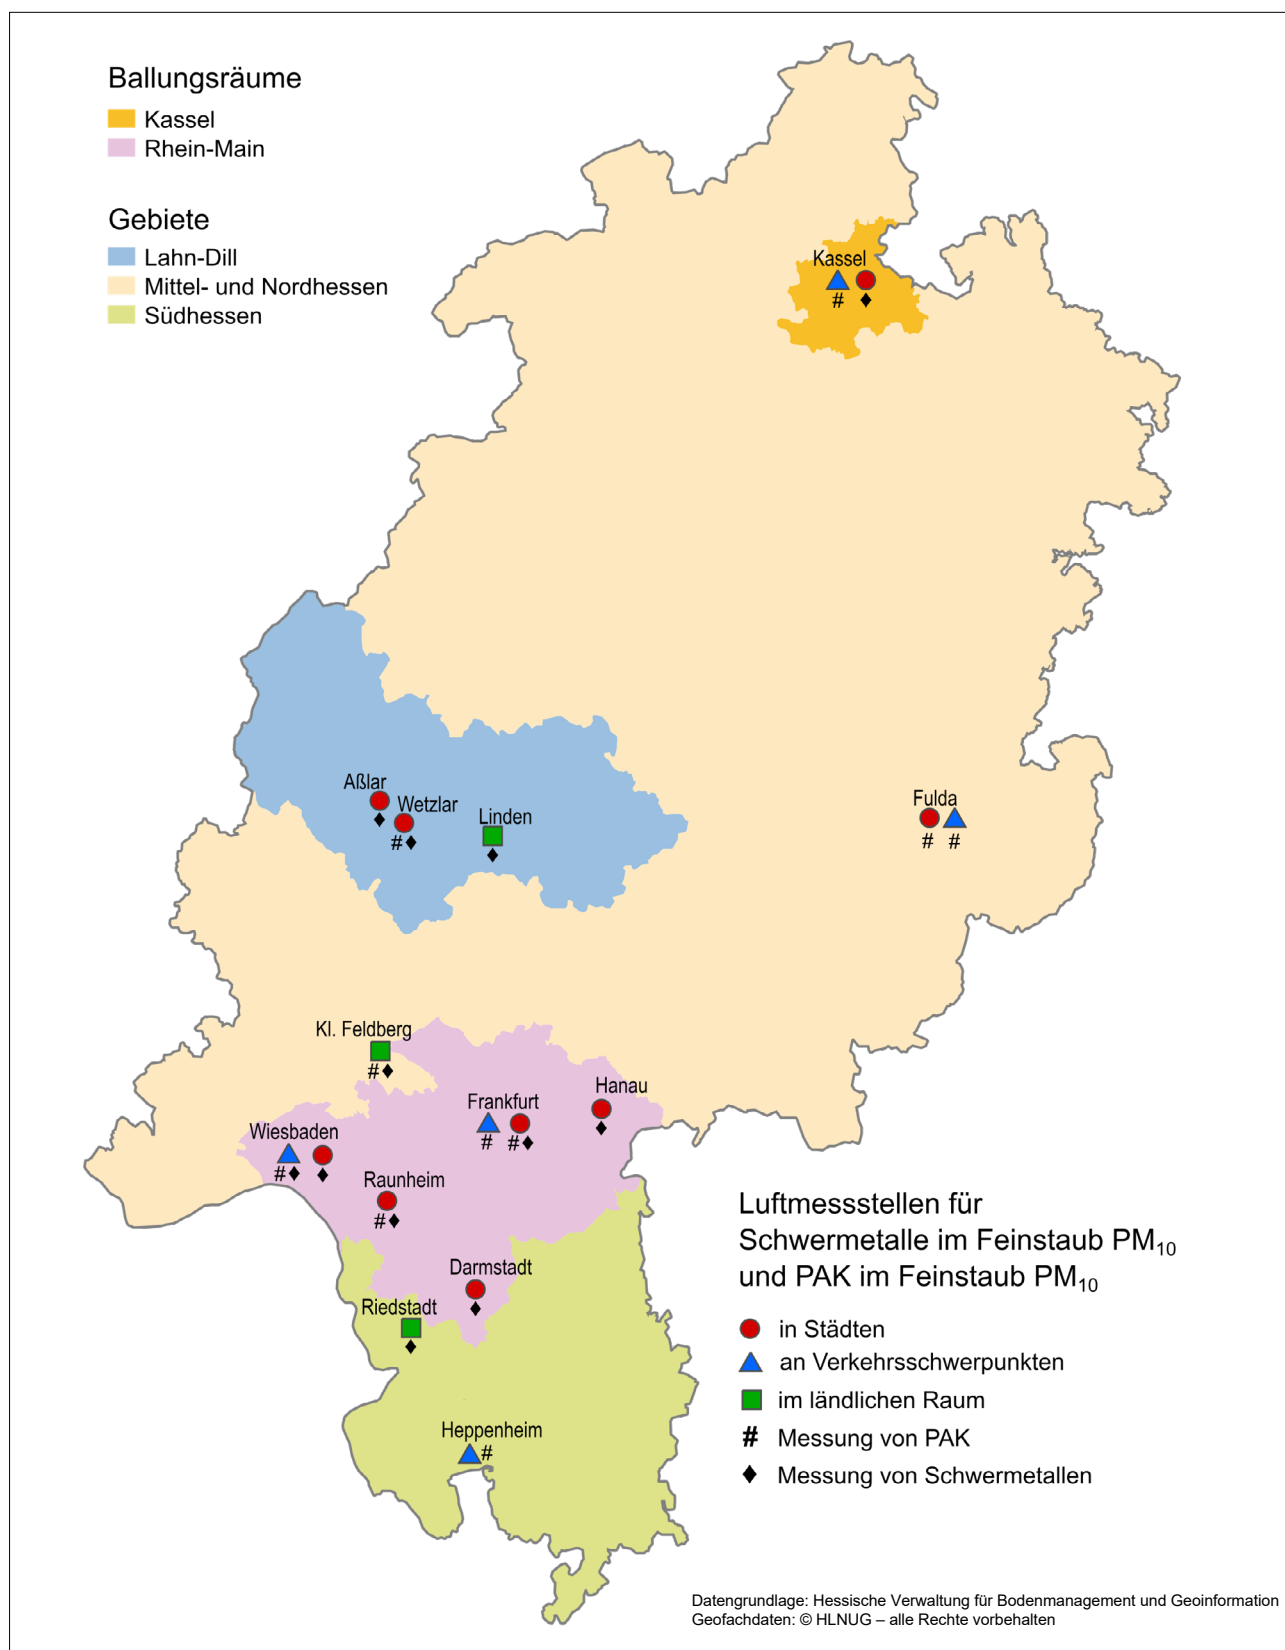 Ballungsräume
Kassel
Rhein-Main
Gebiete
Lahn-Dill
Mittel- und Nordhessen
Südhessen
Kassel
#
♦
Aßlar
♦
Wetzlar
# ♦
Linden
♦
Fulda
# #
Kl. Feldberg
# ♦
Hanau
♦
Frankfurt
# # ♦
Wiesbaden
# ♦ ♦
Raunheim
# ♦
Darmstadt
♦
Riedstadt
♦
Heppenheim
#
Luftmessstellen für
Schwermetalle im Feinstaub PM₁₀
und PAK im Feinstaub PM₁₀
in Städten
an Verkehrsschwerpunkten
im ländlichen Raum
# Messung von PAK
♦ Messung von Schwermetallen
Datengrundlage: Hessische Verwaltung für Bodenmanagement und Geoinformation
Geofachdaten: © HLNUG – alle Rechte vorbehalten